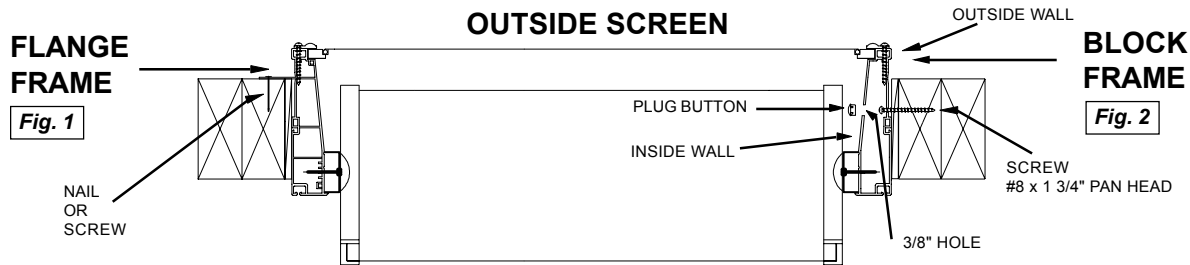 OUTSIDE SCREEN
FLANGE
FRAME
Fig. 1
NAIL
OR
SCREW
OUTSIDE WALL
BLOCK
FRAME
Fig. 2
PLUG BUTTON
INSIDE WALL
SCREW
#8 x 1 3/4" PAN HEAD
3/8" HOLE